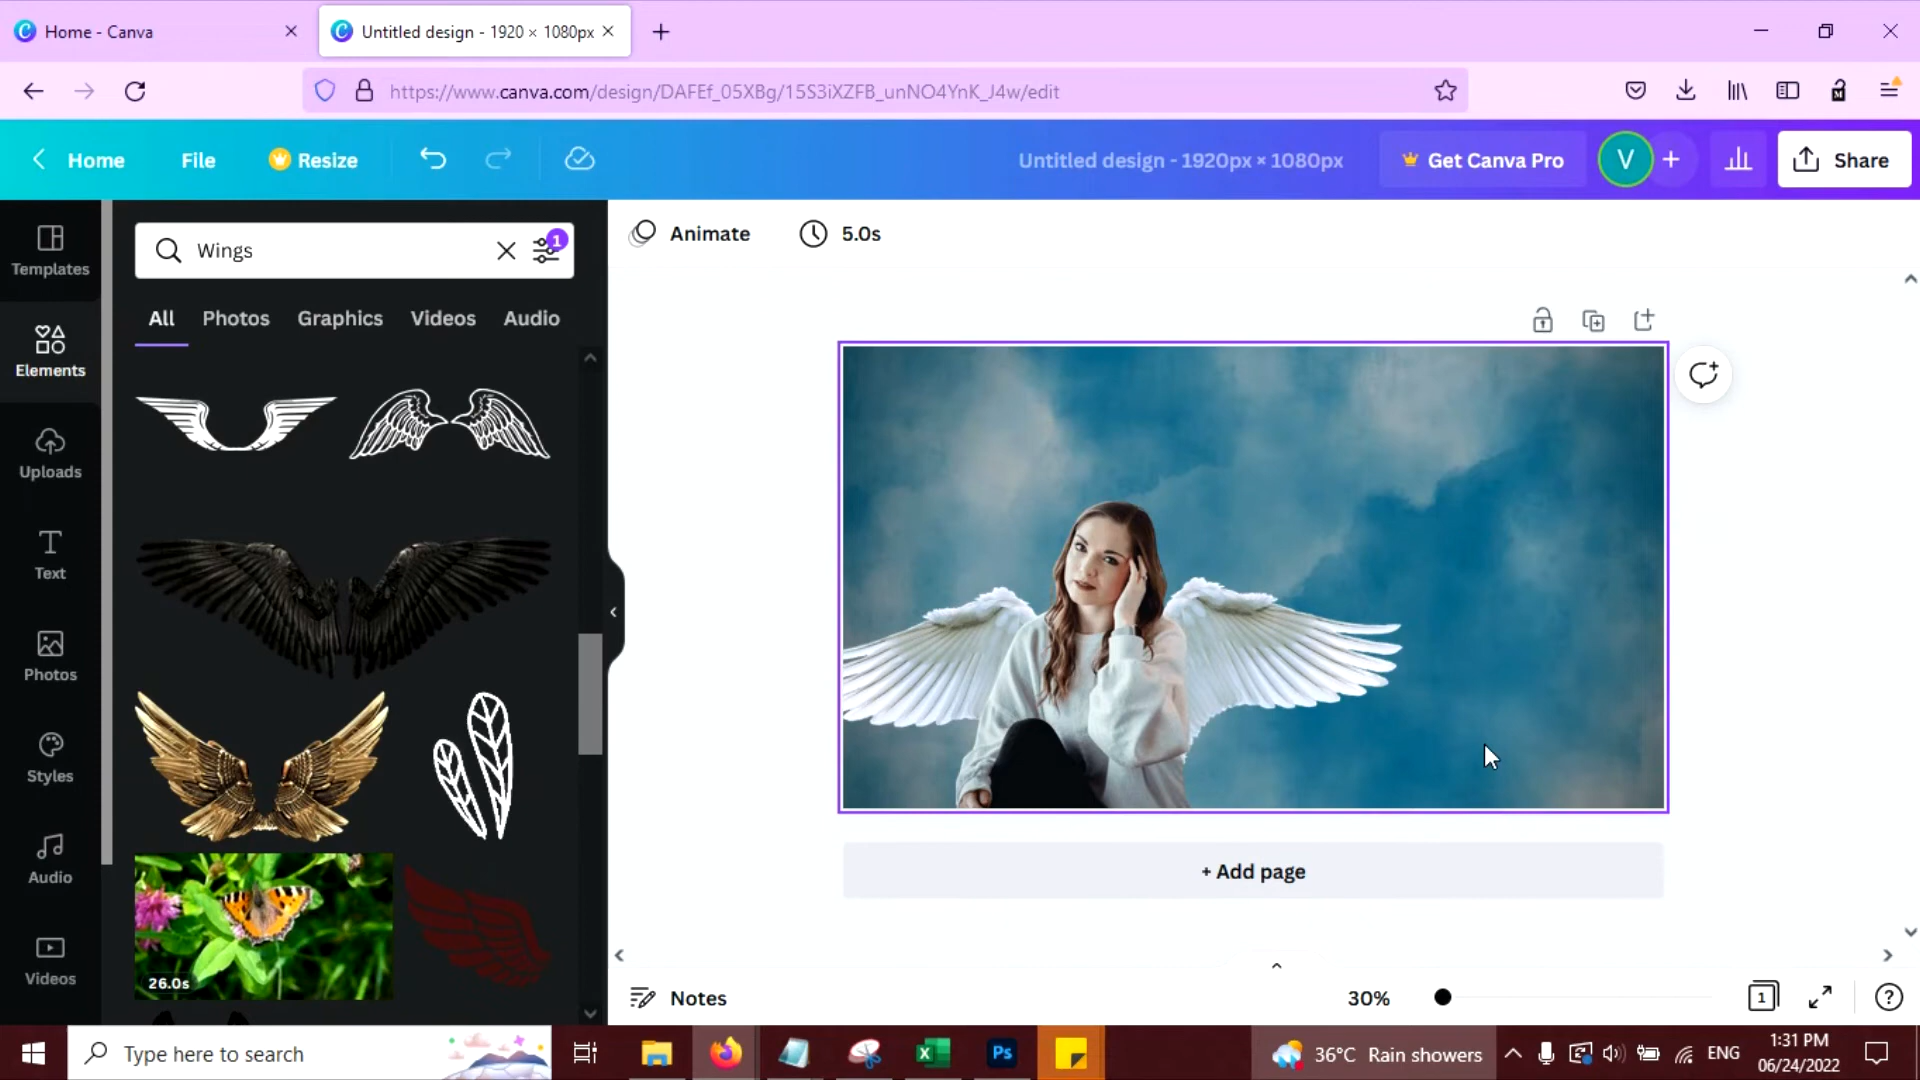 Home - Canva
Untitled design - 1920 × 1080px
https://www.canva.com/design/DAFEf_05XBg/15S3iXZFB_unNO4YnK_J4w/edit
Home
File
Resize
Untitled design - 1920px × 1080px
Get Canva Pro
V
Share
Templates
Elements
Uploads
Text
Photos
Styles
Audio
Videos
Wings
1
All
Photos
Graphics
Videos
Audio
26.0s
Animate
5.0s
+ Add page
Notes
30%
1
Type here to search
Ps
36°C Rain showers
ENG
1:31 PM
06/24/2022